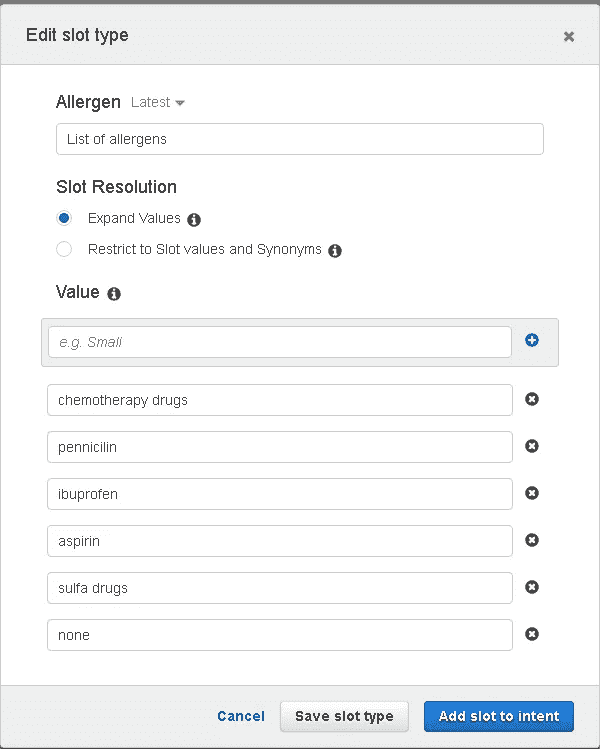 Edit slot type
Allergen Latest
List of allergens
Slot Resolution
Expand Values
Restrict to Slot values and Synonyms
Value
e.g. Small
chemotherapy drugs
pennicilin
ibuprofen
aspirin
sulfa drugs
none
Cancel Save slot type Add slot to intent